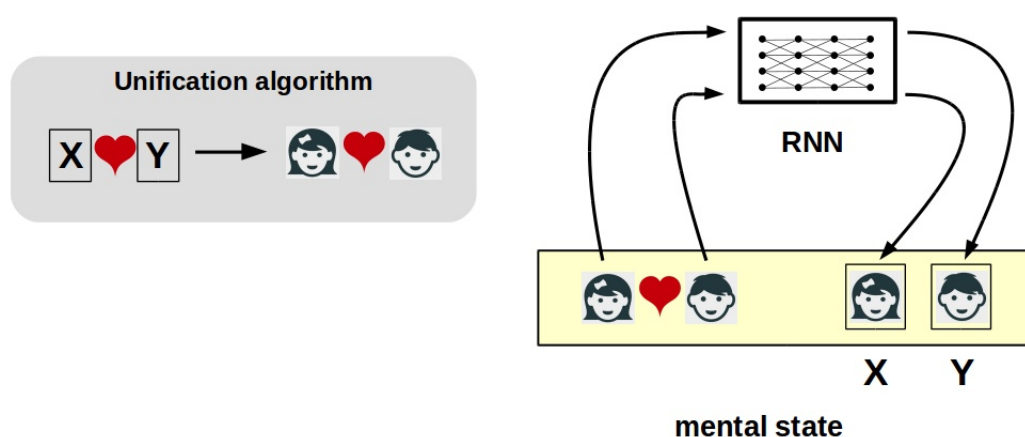 Unification algorithm
X Y
RNN
X Y
mental state